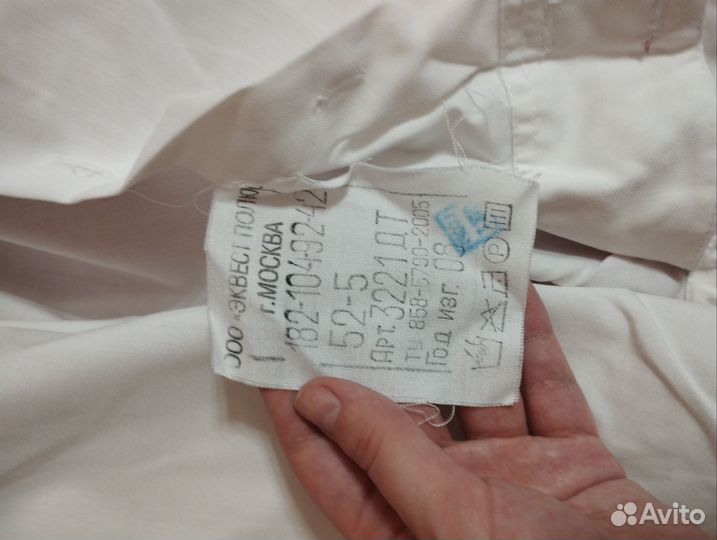 ООО «ЭКВЕСТ ПОЛЮ
Г.МОСКВА
182-104-92-42
52-5
Арт.3221ДТ
ТУ 858-5790-2005
Год изг. 08
Avito